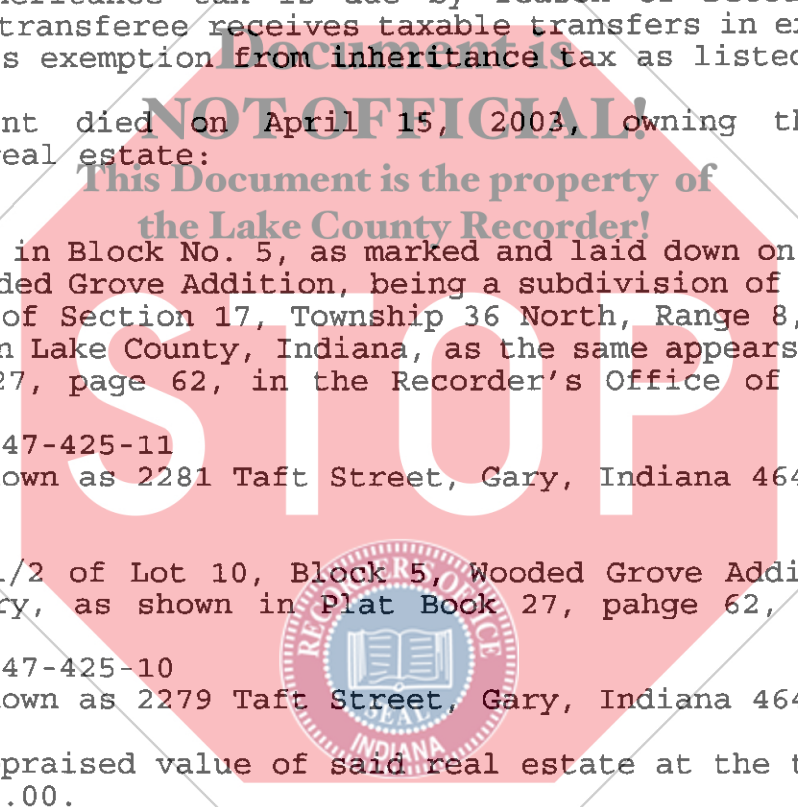 transferee receives taxable transfers in ex
s exemption from inheritance tax as listed
Document is
nt died on April 15, 2003, owning th
NOT OFFICIAL!
real estate:
This Document is the property of
the Lake County Recorder!
in Block No. 5, as marked and laid down on
ded Grove Addition, being a subdivision of
of Section 17, Township 36 North, Range 8,
n Lake County, Indiana, as the same appears
27, page 62, in the Recorder's Office of
STOP
47-425-11
own as 2281 Taft Street, Gary, Indiana 464
1/2 of Lot 10, Block 5, Wooded Grove Addi
ry, as shown in Plat Book 27, pahge 62,
47-425-10
own as 2279 Taft Street, Gary, Indiana 464
RECORDER'S OFFICE
SEAL
INDIANA
praised value of said real estate at the t
.00.